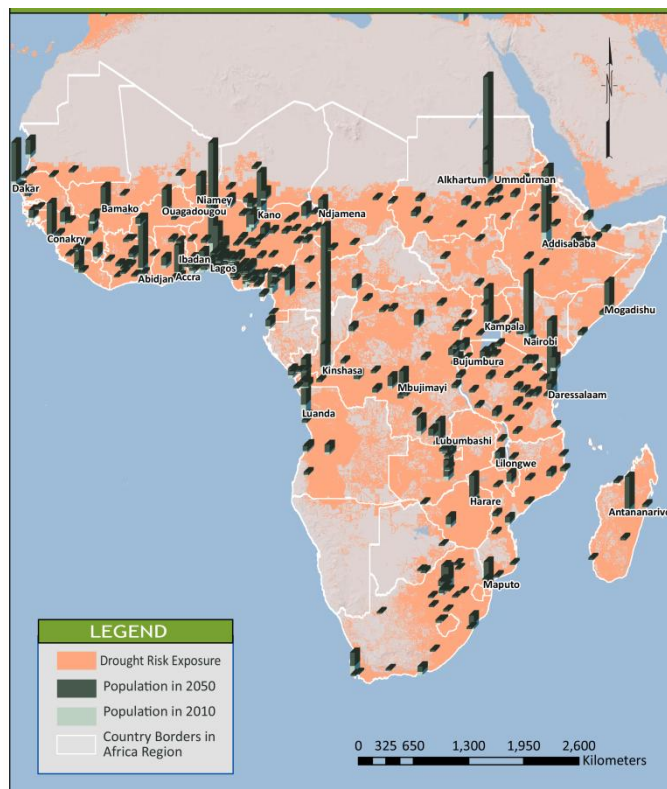 N
Dakar
Alkhartum
Ummdurman
Niamey
Bamako
Ouagadougou
Kano
Ndjamena
Conakry
Addisababa
Ibadan
Lagos
Abidjan
Accra
Mogadishu
Kampala
Nairobi
Bujumbura
Kinshasa
Mbujimayi
Daressalaam
Luanda
Lubumbashi
Lilongwe
Harare
Antananarivo
Maputo
LEGEND
Drought Risk Exposure
Population in 2050
Population in 2010
Country Borders in
Africa Region
0 325 650 1,300 1,950 2,600
Kilometers